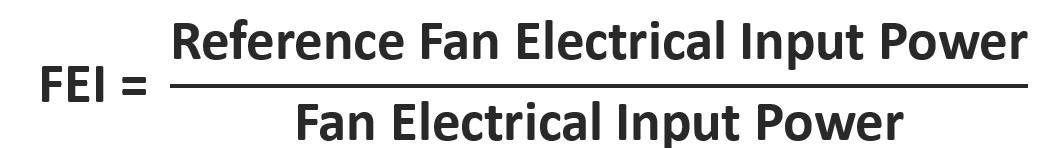 Reference Fan Electrical Input Power
FEI =
Fan Electrical Input Power